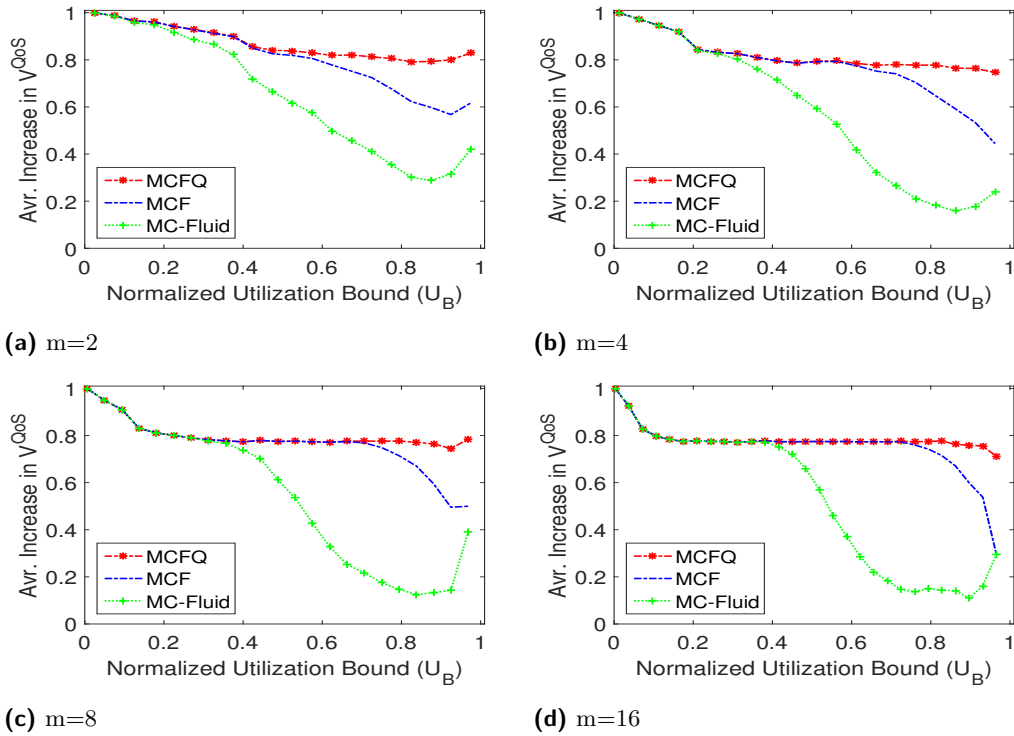 Avr. Increase in V^QoS
1
0.8
0.6
0.4
0.2
0
MCFQ
MCF
MC-Fluid
0 0.2 0.4 0.6 0.8 1
Normalized Utilization Bound (U_B)
(a) m=2
Avr. Increase in V^QoS
1
0.8
0.6
0.4
0.2
0
MCFQ
MCF
MC-Fluid
0 0.2 0.4 0.6 0.8 1
Normalized Utilization Bound (U_B)
(b) m=4
Avr. Increase in V^QoS
1
0.8
0.6
0.4
0.2
0
MCFQ
MCF
MC-Fluid
0 0.2 0.4 0.6 0.8 1
Normalized Utilization Bound (U_B)
(c) m=8
Avr. Increase in V^QoS
1
0.8
0.6
0.4
0.2
0
MCFQ
MCF
MC-Fluid
0 0.2 0.4 0.6 0.8 1
Normalized Utilization Bound (U_B)
(d) m=16